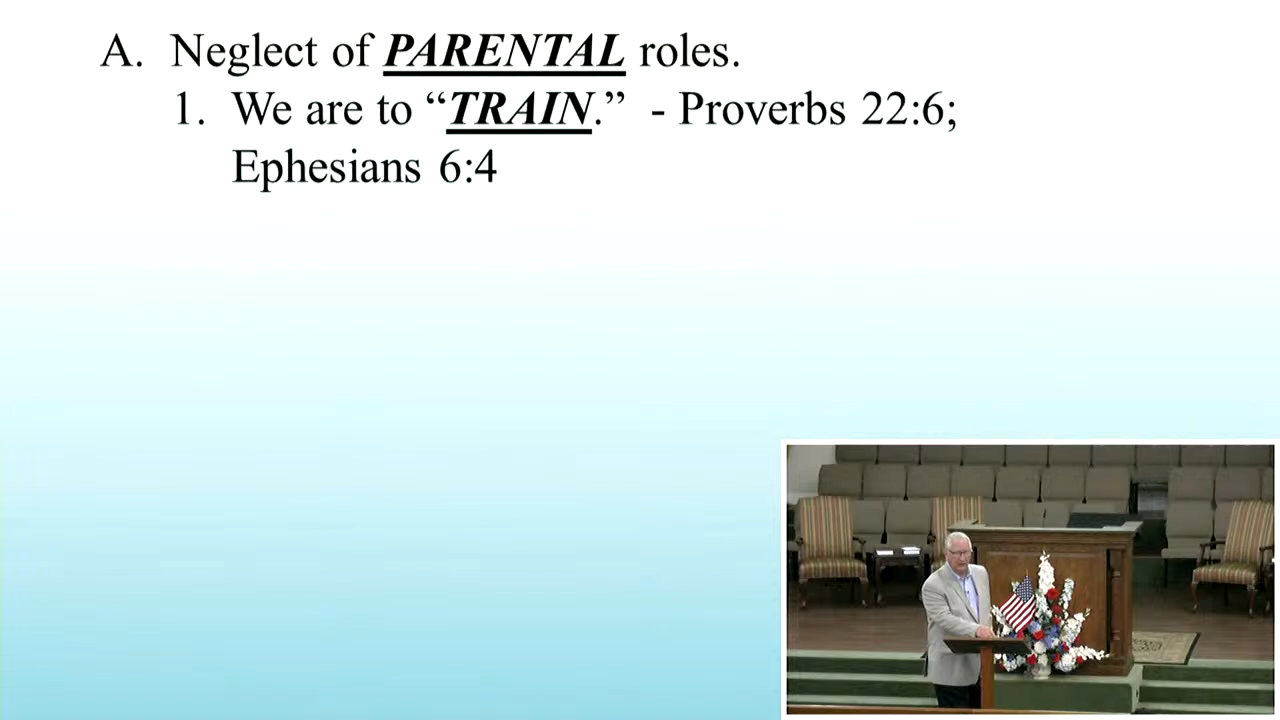 A. Neglect of PARENTAL roles.
1. We are to “TRAIN.” - Proverbs 22:6;
Ephesians 6:4